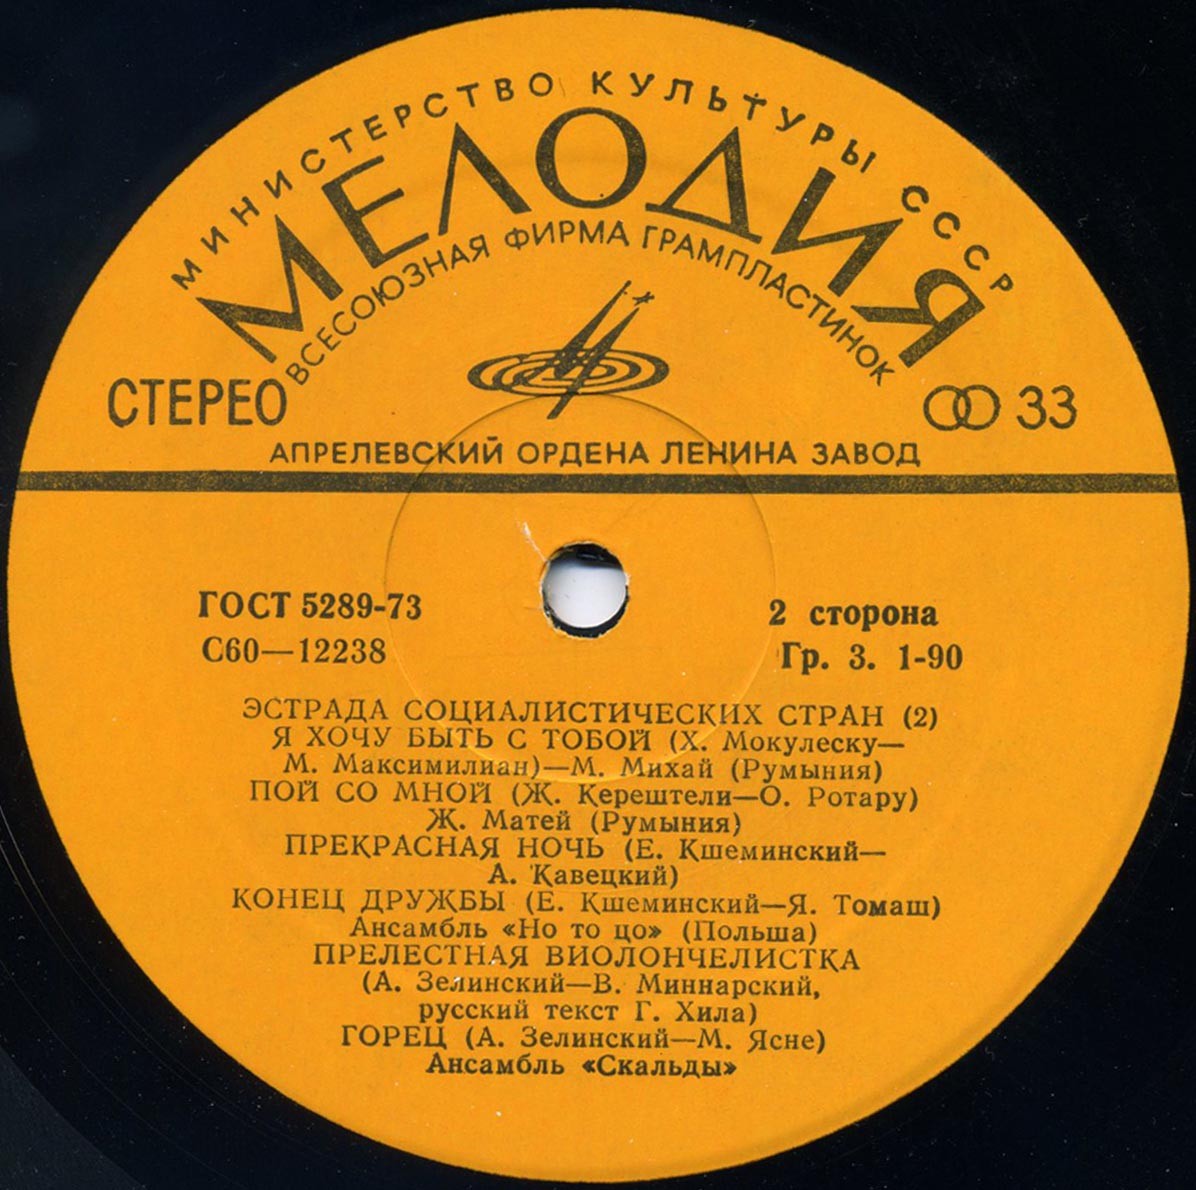 МИНИСТЕРСТВО КУЛЬТУРЫ СССР
МЕЛОДИЯ
ВСЕСОЮЗНАЯ ФИРМА ГРАМПЛАСТИНОК
СТЕРЕО
33
АПРЕЛЕВСКИЙ ОРДЕНА ЛЕНИНА ЗАВОД
ГОСТ 5289-73
2 сторона
С60—12238
Гр. 3. 1-90
ЭСТРАДА СОЦИАЛИСТИЧЕСКИХ СТРАН (2)
Я ХОЧУ БЫТЬ С ТОБОЙ (Х. Мокулеску—
М. Максимилиан)—М. Михай (Румыния)
ПОЙ СО МНОЙ (Ж. Керештели—О. Ротару)
Ж. Матей (Румыния)
ПРЕКРАСНАЯ НОЧЬ (Е. Кшеминский—
А. Кавецкий)
КОНЕЦ ДРУЖБЫ (Е. Кшеминский—Я. Томаш)
Ансамбль «Но то цо» (Польша)
ПРЕЛЕСТНАЯ ВИОЛОНЧЕЛИСТКА
(А. Зелинский—В. Миннарский,
русский текст Г. Хила)
ГОРЕЦ (А. Зелинский—М. Ясне)
Ансамбль «Скальды»